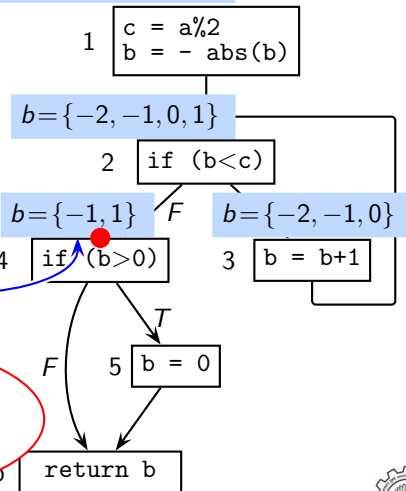 1
c = a%2
b = - abs(b)
b={−2, −1, 0, 1}
2
if (b<c)
F
b={−1, 1}
b={−2, −1, 0}
4
if (b>0)
3
b = b+1
T
F
5
b = 0
return b